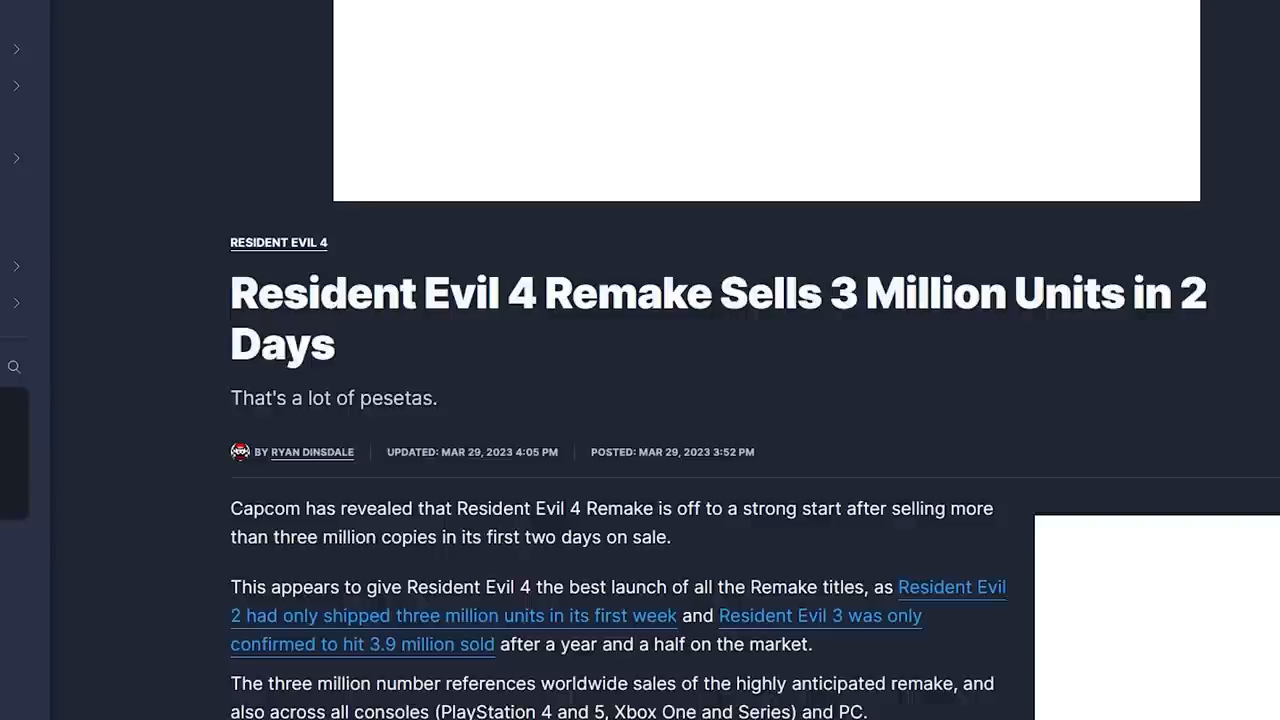 RESIDENT EVIL 4
Resident Evil 4 Remake Sells 3 Million Units in 2
Days
That's a lot of pesetas.
BY RYAN DINSDALE UPDATED: MAR 29, 2023 4:05 PM POSTED: MAR 29, 2023 3:52 PM
Capcom has revealed that Resident Evil 4 Remake is off to a strong start after selling more
than three million copies in its first two days on sale.
This appears to give Resident Evil 4 the best launch of all the Remake titles, as Resident Evil
2 had only shipped three million units in its first week and Resident Evil 3 was only
confirmed to hit 3.9 million sold after a year and a half on the market.
The three million number references worldwide sales of the highly anticipated remake, and
also across all consoles (PlayStation 4 and 5, Xbox One and Series) and PC.